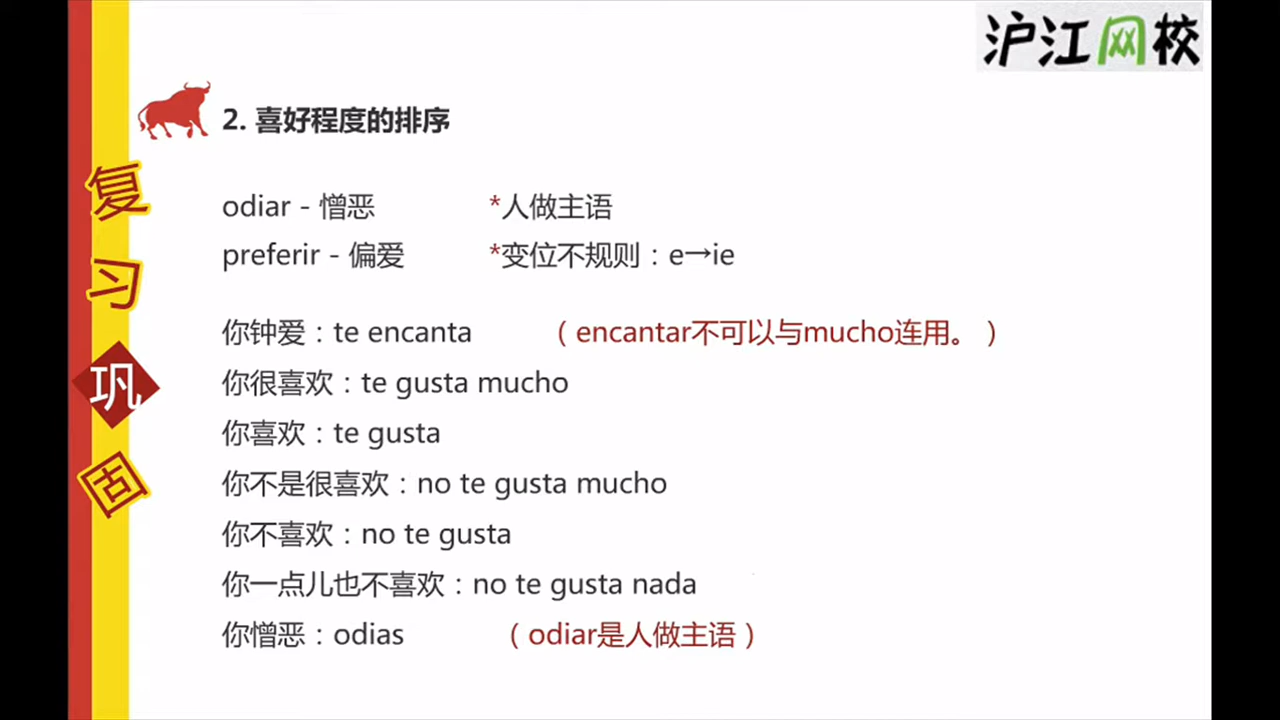 沪江网校
2. 喜好程度的排序
odiar - 憎恶 *人做主语
preferir - 偏爱 *变位不规则：e→ie
你钟爱：te encanta （encantar不可以与mucho连用。）
你很喜欢：te gusta mucho
你喜欢：te gusta
你不是很喜欢：no te gusta mucho
你不喜欢：no te gusta
你一点儿也不喜欢：no te gusta nada
你憎恶：odias （odiar是人做主语）
复
习
巩
固